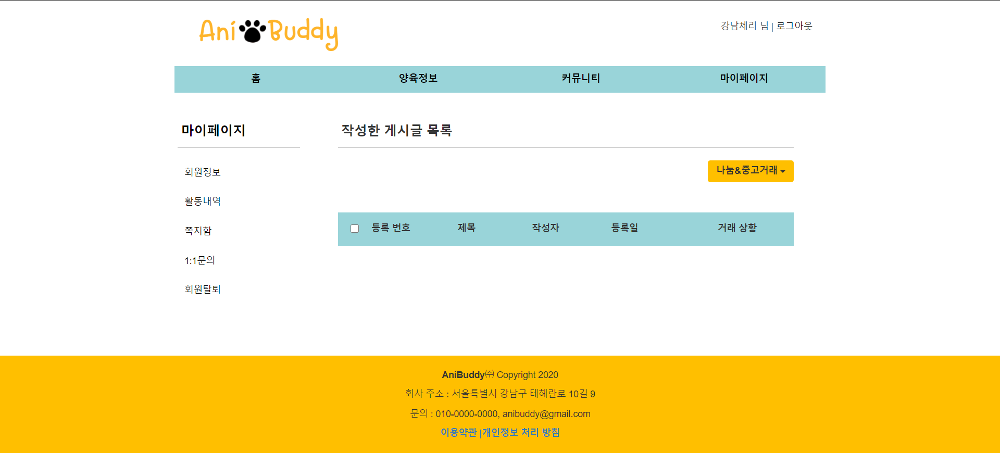 Ani Buddy
강남체리 님 | 로그아웃
홈 양육정보 커뮤니티 마이페이지
마이페이지
회원정보
활동내역
쪽지함
1:1문의
회원탈퇴
작성한 게시글 목록
나눔&중고거래
등록 번호 제목 작성자 등록일 거래 상황
AniBuddy㈜ Copyright 2020
회사 주소 : 서울특별시 강남구 테헤란로 10길 9
문의 : 010-0000-0000, anibuddy@gmail.com
이용약관 |개인정보 처리 방침